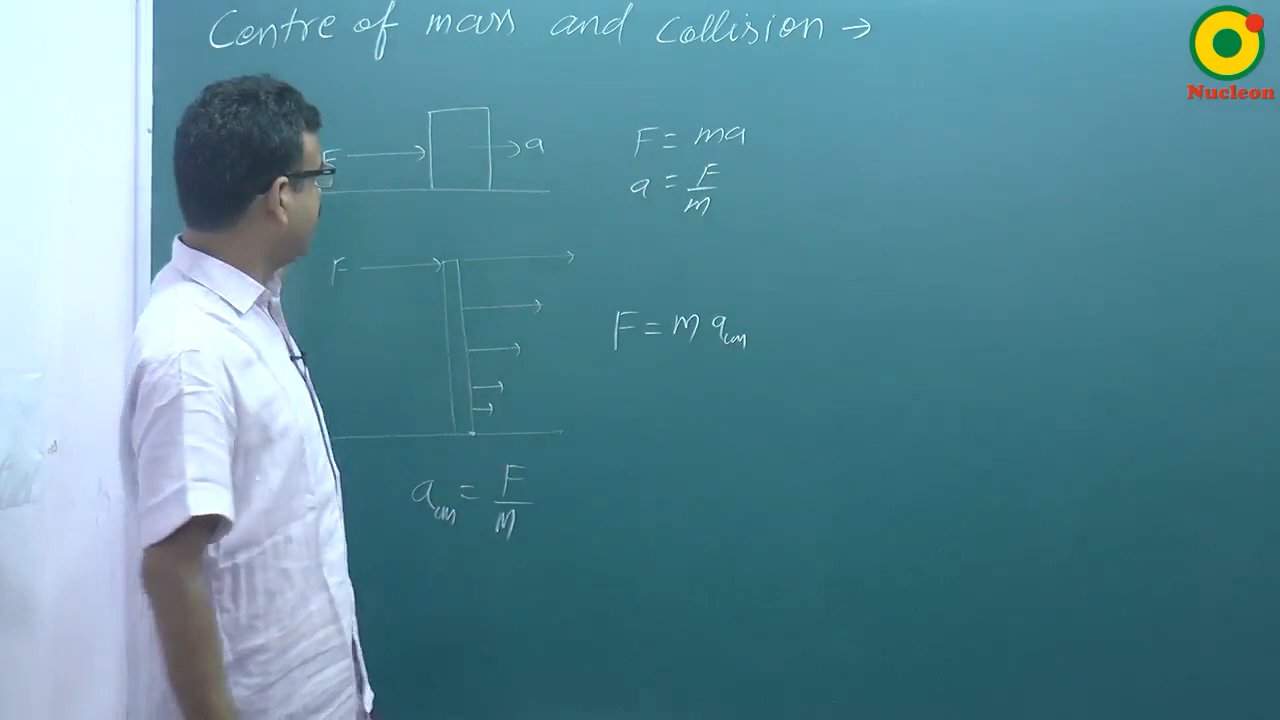 Centre of mass and Collision →
Nucleon
F → a
F = ma
a = F/m
F
F = M a_cm
a_cm = F/M